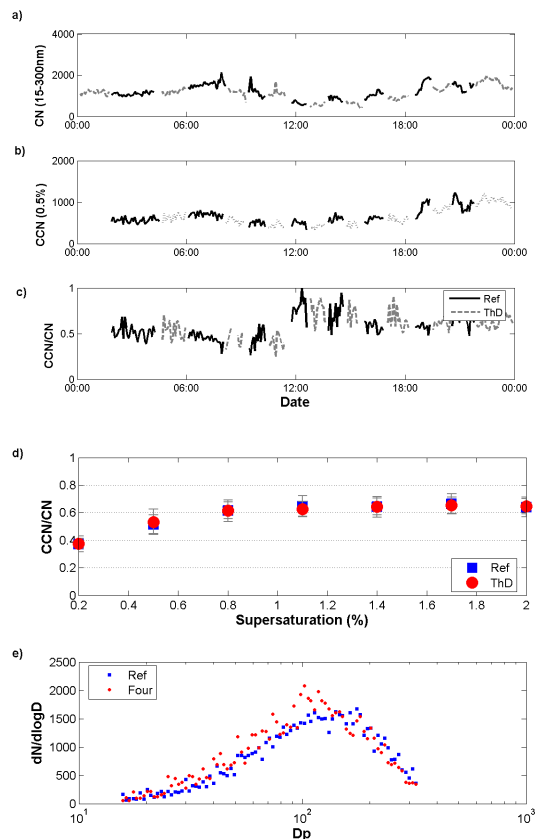 a)
CN (15-300nm)
4000
2000
0
00:00 06:00 12:00 18:00 00:00
b)
CCN (0.5%)
2000
1000
0
00:00 06:00 12:00 18:00 00:00
c)
CCN/CN
1
0.5
0
Ref
ThD
00:00 06:00 12:00 18:00 00:00
Date
d)
CCN/CN
1
0.8
0.6
0.4
0.2
0
Ref
ThD
0.2 0.4 0.6 0.8 1 1.2 1.4 1.6 1.8 2
Supersaturation (%)
e)
dN/dlogD
2500
2000
1500
1000
500
0
Ref
Four
10^1 10^2 10^3
Dp